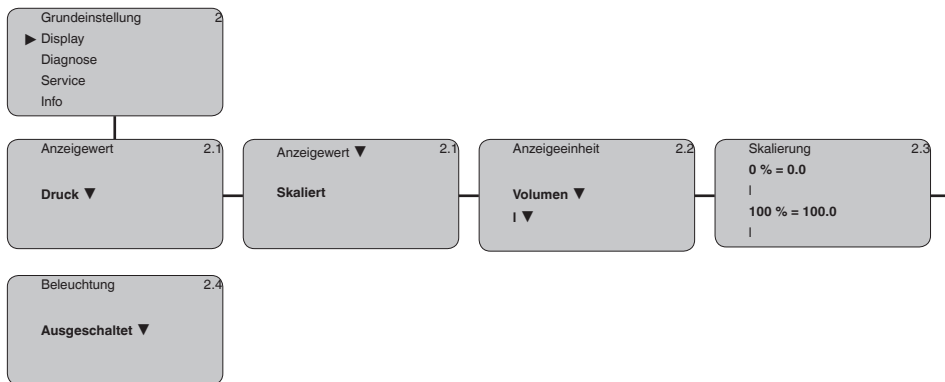 Grundeinstellung 2
▶ Display
Diagnose
Service
Info
Anzeigewert 2.1
Druck ▼
Anzeigewert ▼ 2.1
Skaliert
Anzeigeeinheit 2.2
Volumen ▼
l ▼
Skalierung 2.3
0 % = 0.0
l
100 % = 100.0
l
Beleuchtung 2.4
Ausgeschaltet ▼